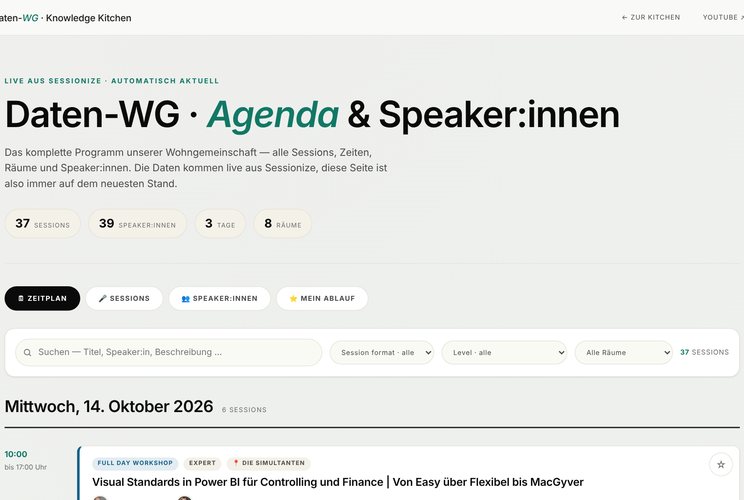 aten-WG · Knowledge Kitchen
← ZUR KITCHEN YOUTUBE ↗
LIVE AUS SESSIONIZE · AUTOMATISCH AKTUELL
Daten-WG · Agenda & Speaker:innen
Das komplette Programm unserer Wohngemeinschaft — alle Sessions, Zeiten,
Räume und Speaker:innen. Die Daten kommen live aus Sessionize, diese Seite ist
also immer auf dem neuesten Stand.
37 SESSIONS 39 SPEAKER:INNEN 3 TAGE 8 RÄUME
ZEITPLAN SESSIONS SPEAKER:INNEN MEIN ABLAUF
Suchen — Titel, Speaker:in, Beschreibung ... Session format · alle Level · alle Alle Räume 37 SESSIONS
Mittwoch, 14. Oktober 2026 6 SESSIONS
10:00
bis 17:00 Uhr
FULL DAY WORKSHOP EXPERT DIE SIMULTANTEN
Visual Standards in Power BI für Controlling und Finance | Von Easy über Flexibel bis MacGyver